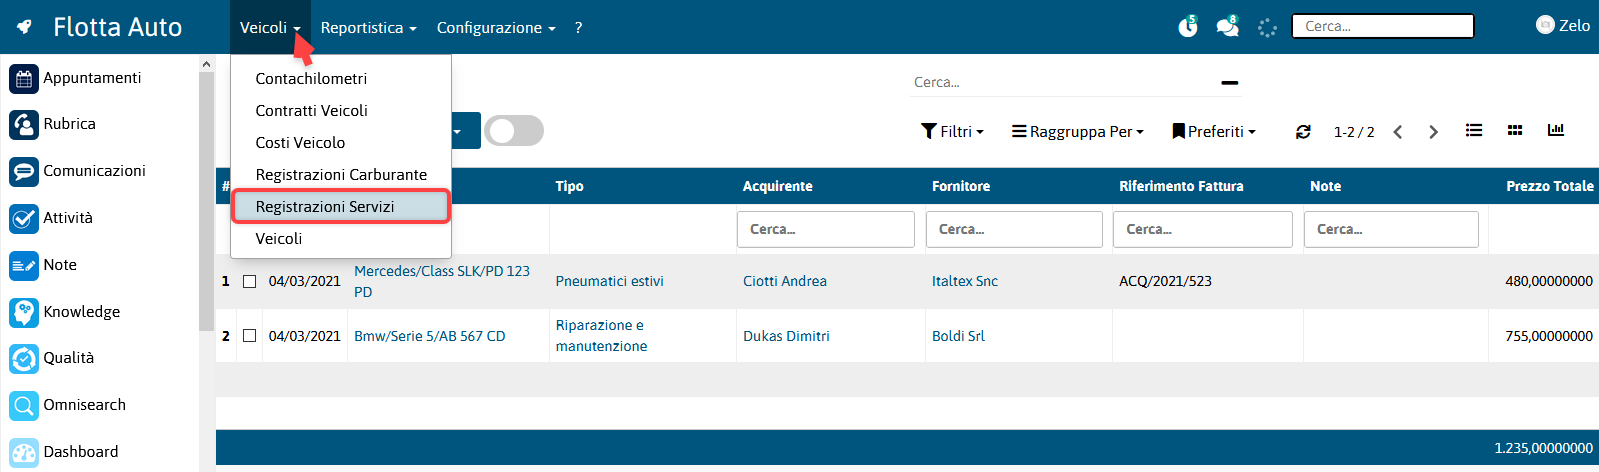 Flotta Auto
Veicoli
Reportistica
Configurazione
?
5
8
Cerca...
Zelo
Appuntamenti
Rubrica
Comunicazioni
Attività
Note
Knowledge
Qualità
Omnisearch
Dashboard
Contachilometri
Contratti Veicoli
Costi Veicolo
Registrazioni Carburante
Registrazioni Servizi
Veicoli
Cerca...
Filtri
Raggruppa Per
Preferiti
1-2 / 2
# Tipo Acquirente Fornitore Riferimento Fattura Note Prezzo Totale
Cerca... Cerca... Cerca... Cerca...
1 04/03/2021 Mercedes/Class SLK/PD 123 PD Pneumatici estivi Ciotti Andrea Italtex Snc ACQ/2021/523 480,00000000
2 04/03/2021 Bmw/Serie 5/AB 567 CD Riparazione e manutenzione Dukas Dimitri Boldi Srl 755,00000000
1.235,00000000